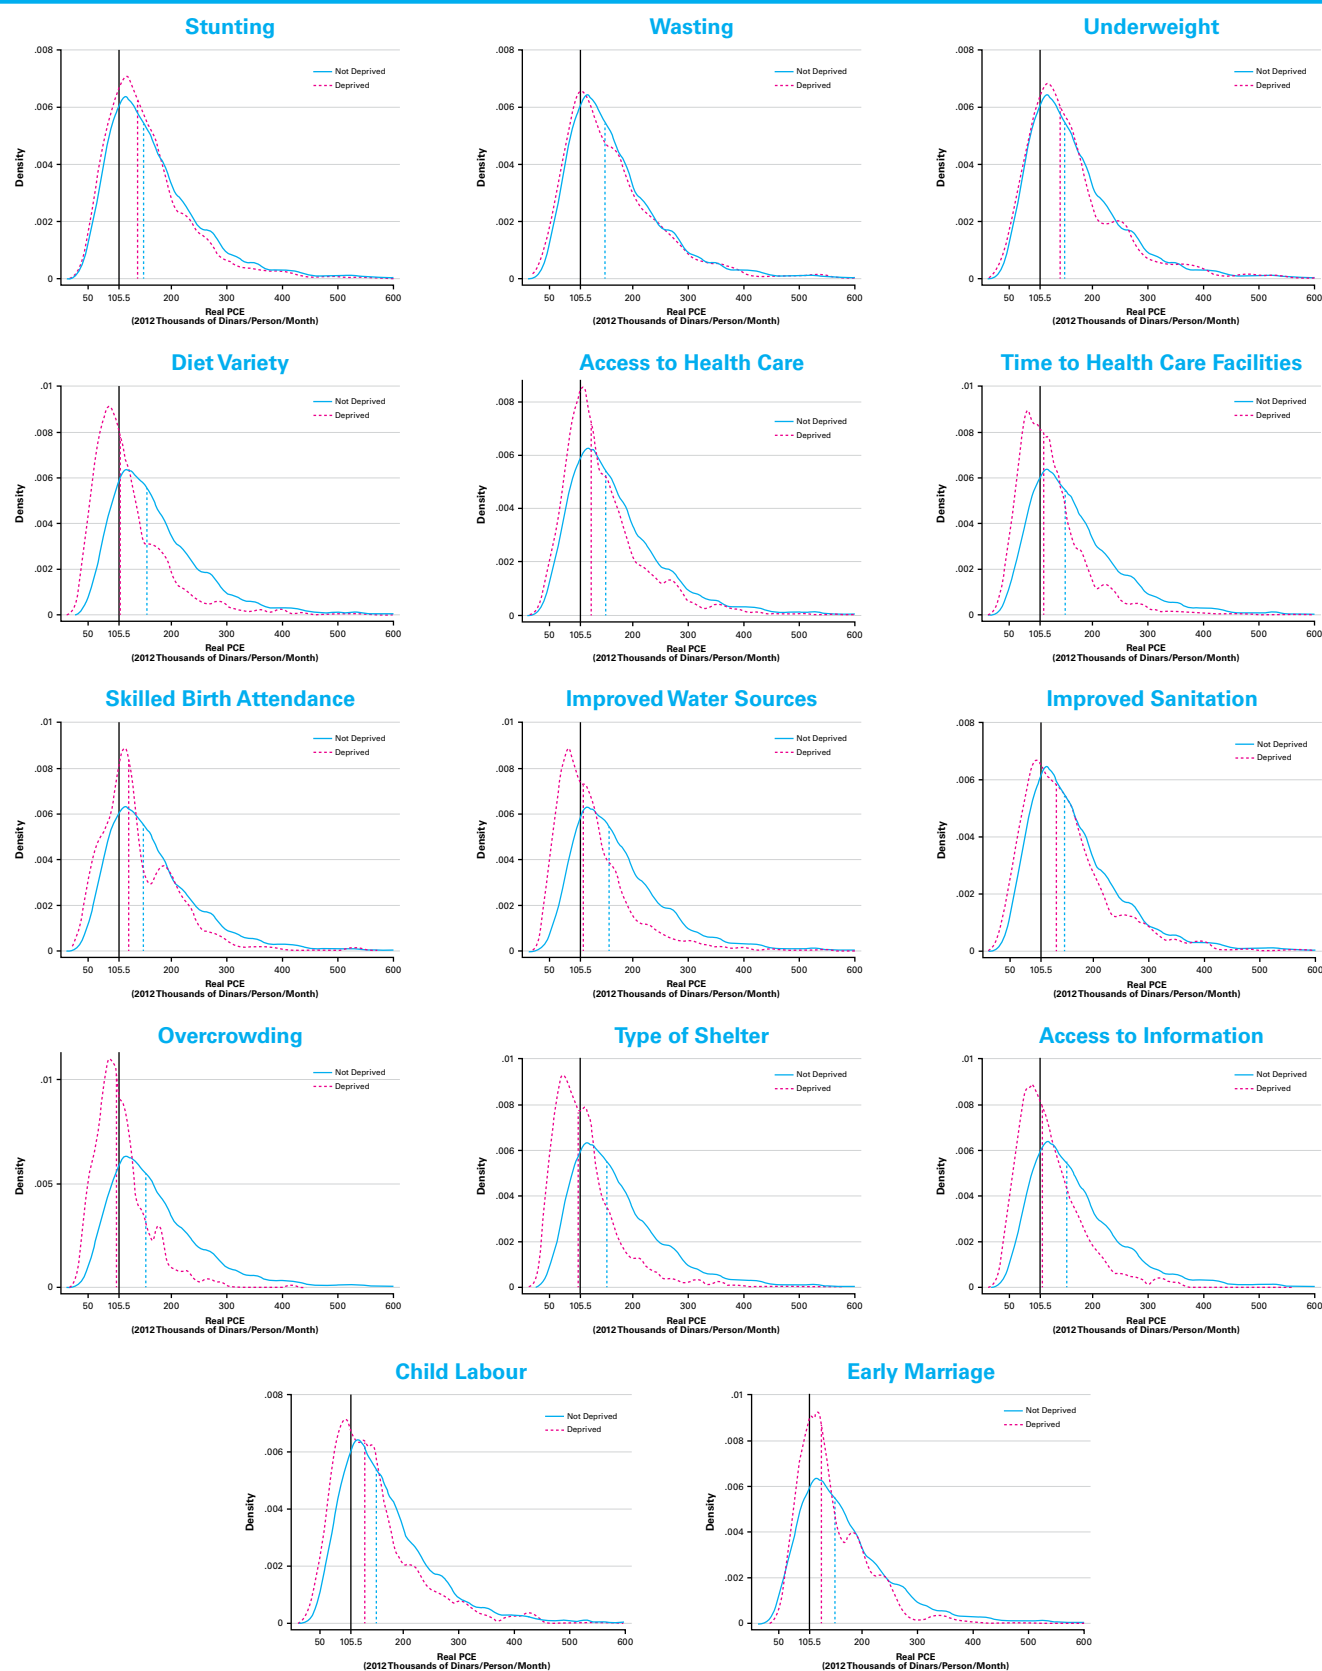 Stunting
.008
.006
.004
.002
0
Density
Not Deprived
Deprived
50 105.5 200 300 400 500 600
Real PCE
(2012 Thousands of Dinars/Person/Month)
Wasting
.008
.006
.004
.002
0
Density
Not Deprived
Deprived
50 105.5 200 300 400 500 600
Real PCE
(2012 Thousands of Dinars/Person/Month)
Underweight
.008
.006
.004
.002
0
Density
Not Deprived
Deprived
50 105.5 200 300 400 500 600
Real PCE
(2012 Thousands of Dinars/Person/Month)
Diet Variety
.01
.008
.006
.004
.002
0
Density
Not Deprived
Deprived
50 105.5 200 300 400 500 600
Real PCE
(2012 Thousands of Dinars/Person/Month)
Access to Health Care
.008
.006
.004
.002
0
Density
Not Deprived
Deprived
50 105.5 200 300 400 500 600
Real PCE
(2012 Thousands of Dinars/Person/Month)
Time to Health Care Facilities
.01
.008
.006
.004
.002
0
Density
Not Deprived
Deprived
50 105.5 200 300 400 500 600
Real PCE
(2012 Thousands of Dinars/Person/Month)
Skilled Birth Attendance
.01
.008
.006
.004
.002
0
Density
Not Deprived
Deprived
50 105.5 200 300 400 500 600
Real PCE
(2012 Thousands of Dinars/Person/Month)
Improved Water Sources
.01
.008
.006
.004
.002
0
Density
Not Deprived
Deprived
50 105.5 200 300 400 500 600
Real PCE
(2012 Thousands of Dinars/Person/Month)
Improved Sanitation
.008
.006
.004
.002
0
Density
Not Deprived
Deprived
50 105.5 200 300 400 500 600
Real PCE
(2012 Thousands of Dinars/Person/Month)
Overcrowding
.01
.005
0
Density
Not Deprived
Deprived
50 105.5 200 300 400 500 600
Real PCE
(2012 Thousands of Dinars/Person/Month)
Type of Shelter
.01
.008
.006
.004
.002
0
Density
Not Deprived
Deprived
50 105.5 200 300 400 500 600
Real PCE
(2012 Thousands of Dinars/Person/Month)
Access to Information
.01
.008
.006
.004
.002
0
Density
Not Deprived
Deprived
50 105.5 200 300 400 500 600
Real PCE
(2012 Thousands of Dinars/Person/Month)
Child Labour
.008
.006
.004
.002
0
Density
Not Deprived
Deprived
50 105.5 200 300 400 500 600
Real PCE
(2012 Thousands of Dinars/Person/Month)
Early Marriage
.01
.008
.006
.004
.002
0
Density
Not Deprived
Deprived
50 105.5 200 300 400 500 600
Real PCE
(2012 Thousands of Dinars/Person/Month)